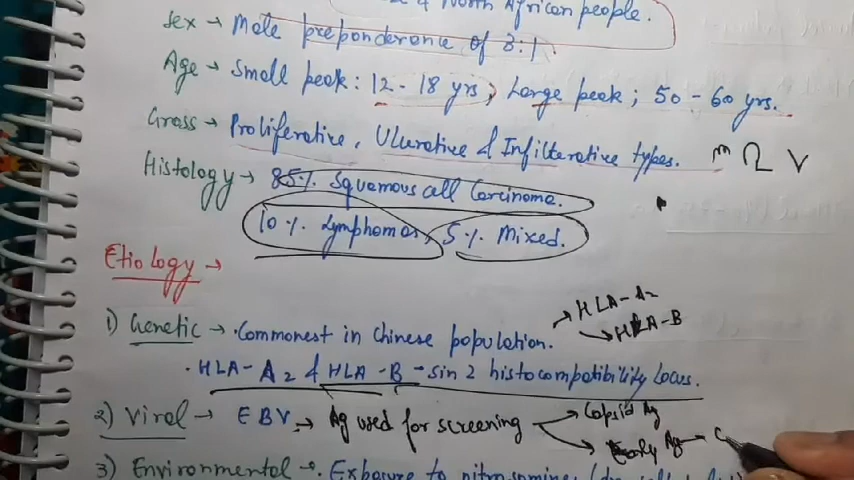 & North African people.
Sex → Male preponderance of 3:1
Age → Small peak: 12 - 18 yrs; Large peak; 50 - 60 yrs.
Gross → Proliferative, Ulcerative & Infilterative types. m Ω V
Histology → 85% Squamous cell Carcinoma.
10% Lymphomas, 5% Mixed.
Etiology →
1) Genetic → · Commonest in Chinese population. → HLA-A2
→ HLA-B
· HLA-A2 & HLA-B - sin 2 histocompatibility locus.
2) Viral → EBV → Ag used for screening → Capsid Ag
→ Early Ag →
3) Environmental → · Exposure to nitrosamine